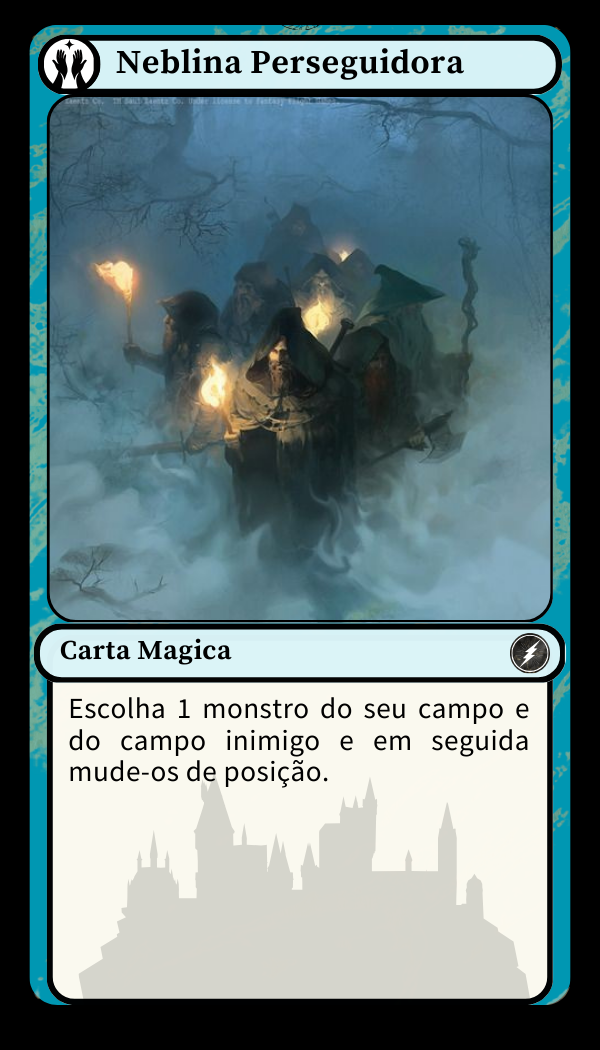 Neblina Perseguidora
Carta Magica
Escolha 1 monstro do seu campo e
do campo inimigo e em seguida
mude-os de posição.